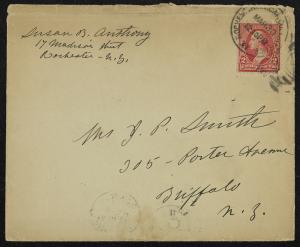 Susan B. Anthony
17 Madison Street
Rochester - N.Y.
Mrs J. P. Smith
305 - Porter Avenue
Buffalo
N.Y.